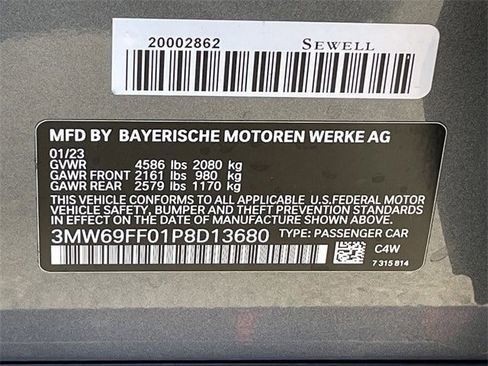 20002862 SEWELL
MFD BY BAYERISCHE MOTOREN WERKE AG
01/23
GVWR 4586 lbs 2080 kg
GAWR FRONT 2161 lbs 980 kg
GAWR REAR 2579 lbs 1170 kg
THIS VEHICLE CONFORMS TO ALL APPLICABLE U.S.FEDERAL MOTOR
VEHICLE SAFETY, BUMPER AND THEFT PREVENTION STANDARDS IN
EFFECT ON THE DATE OF MANUFACTURE SHOWN ABOVE.
3MW69FF01P8D13680 TYPE: PASSENGER CAR
C4W
7 315 814